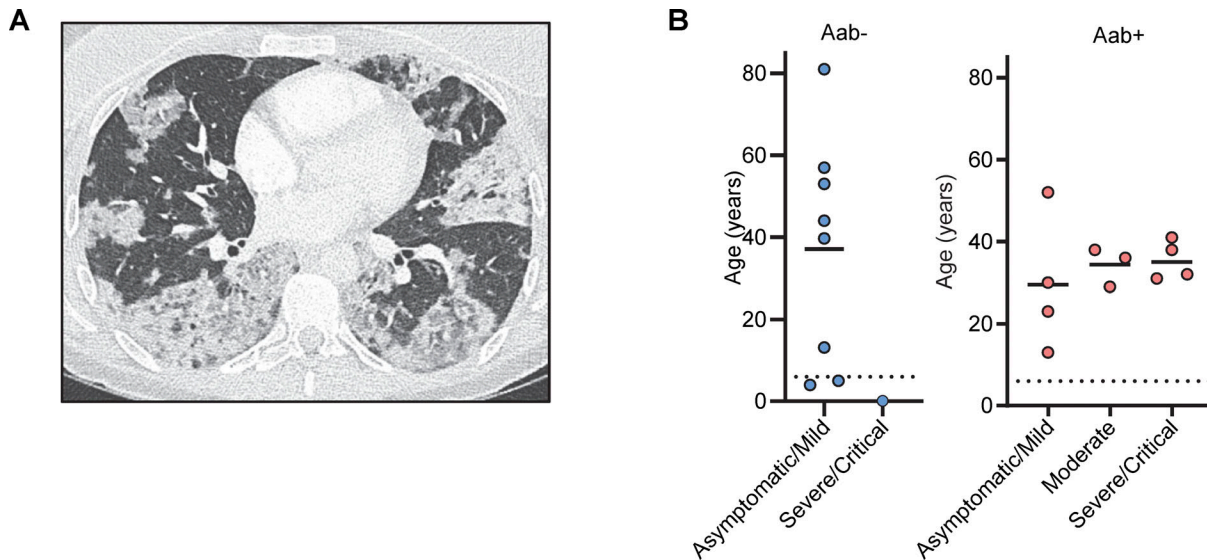 A
B
Aab-
Age (years)
80
60
40
20
0
Asymptomatic/Mild
Severe/Critical
Aab+
Age (years)
80
60
40
20
0
Asymptomatic/Mild
Moderate
Severe/Critical